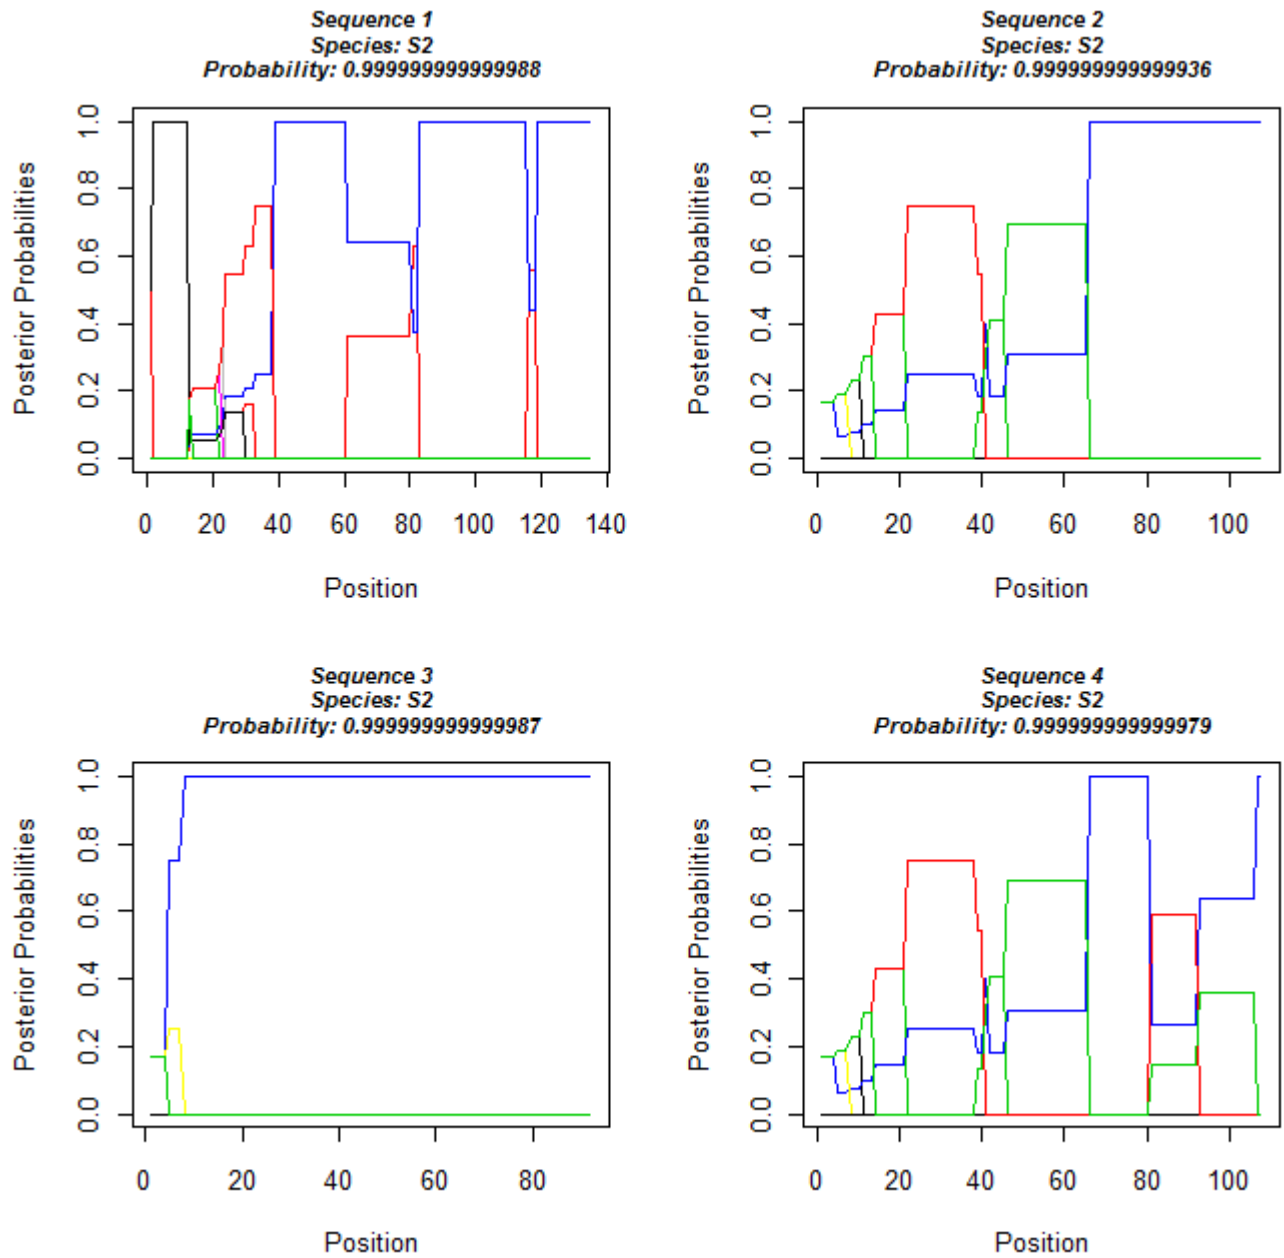 Sequence 1
Species: S2
Probability: 0.999999999999988
Posterior Probabilities
0.0 0.2 0.4 0.6 0.8 1.0
0 20 40 60 80 100 120 140
Position
Sequence 2
Species: S2
Probability: 0.999999999999936
Posterior Probabilities
0.0 0.2 0.4 0.6 0.8 1.0
0 20 40 60 80 100
Position
Sequence 3
Species: S2
Probability: 0.999999999999987
Posterior Probabilities
0.0 0.2 0.4 0.6 0.8 1.0
0 20 40 60 80
Position
Sequence 4
Species: S2
Probability: 0.999999999999979
Posterior Probabilities
0.0 0.2 0.4 0.6 0.8 1.0
0 20 40 60 80 100
Position